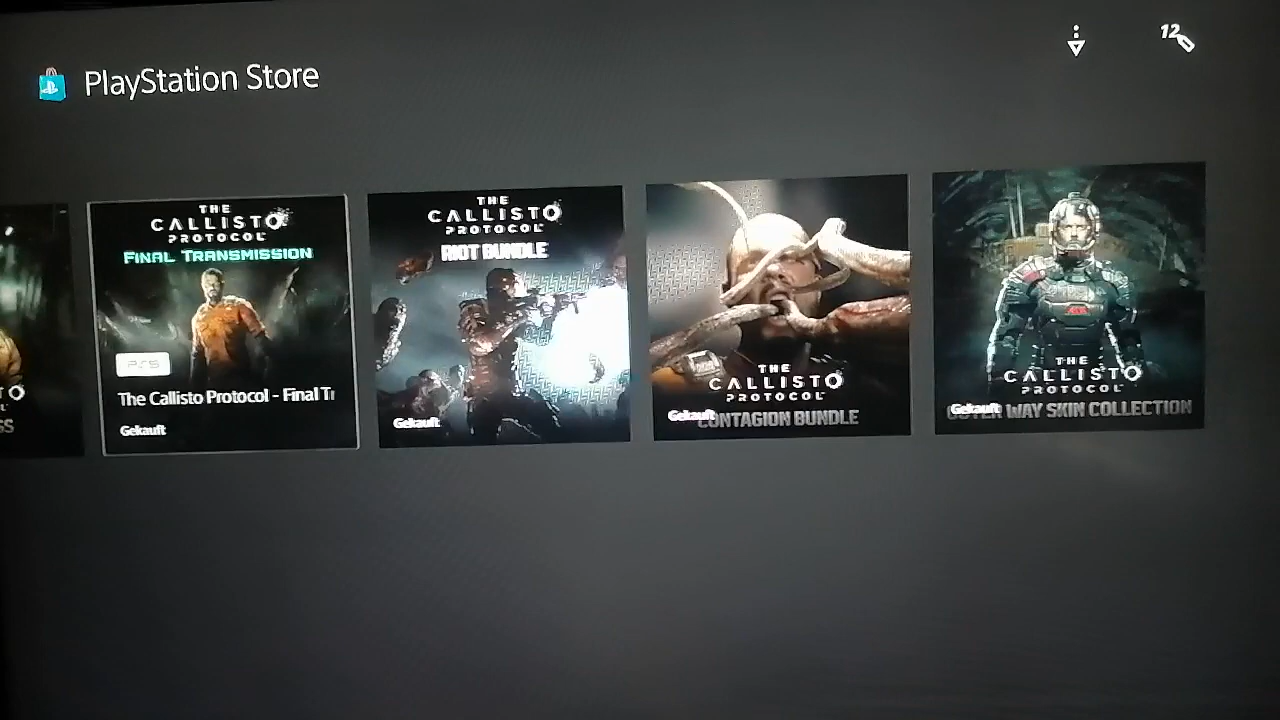 PlayStation Store
12
THE
CALLISTO
PROTOCOL
FINAL TRANSMISSION
PS5
The Callisto Protocol - Final Tr
Gekauft
THE
CALLISTO
PROTOCOL
RIOT BUNDLE
Gekauft
THE
CALLISTO
PROTOCOL
CONTAGION BUNDLE
Gekauft
THE
CALLISTO
PROTOCOL
OUTER WAY SKIN COLLECTION
Gekauft